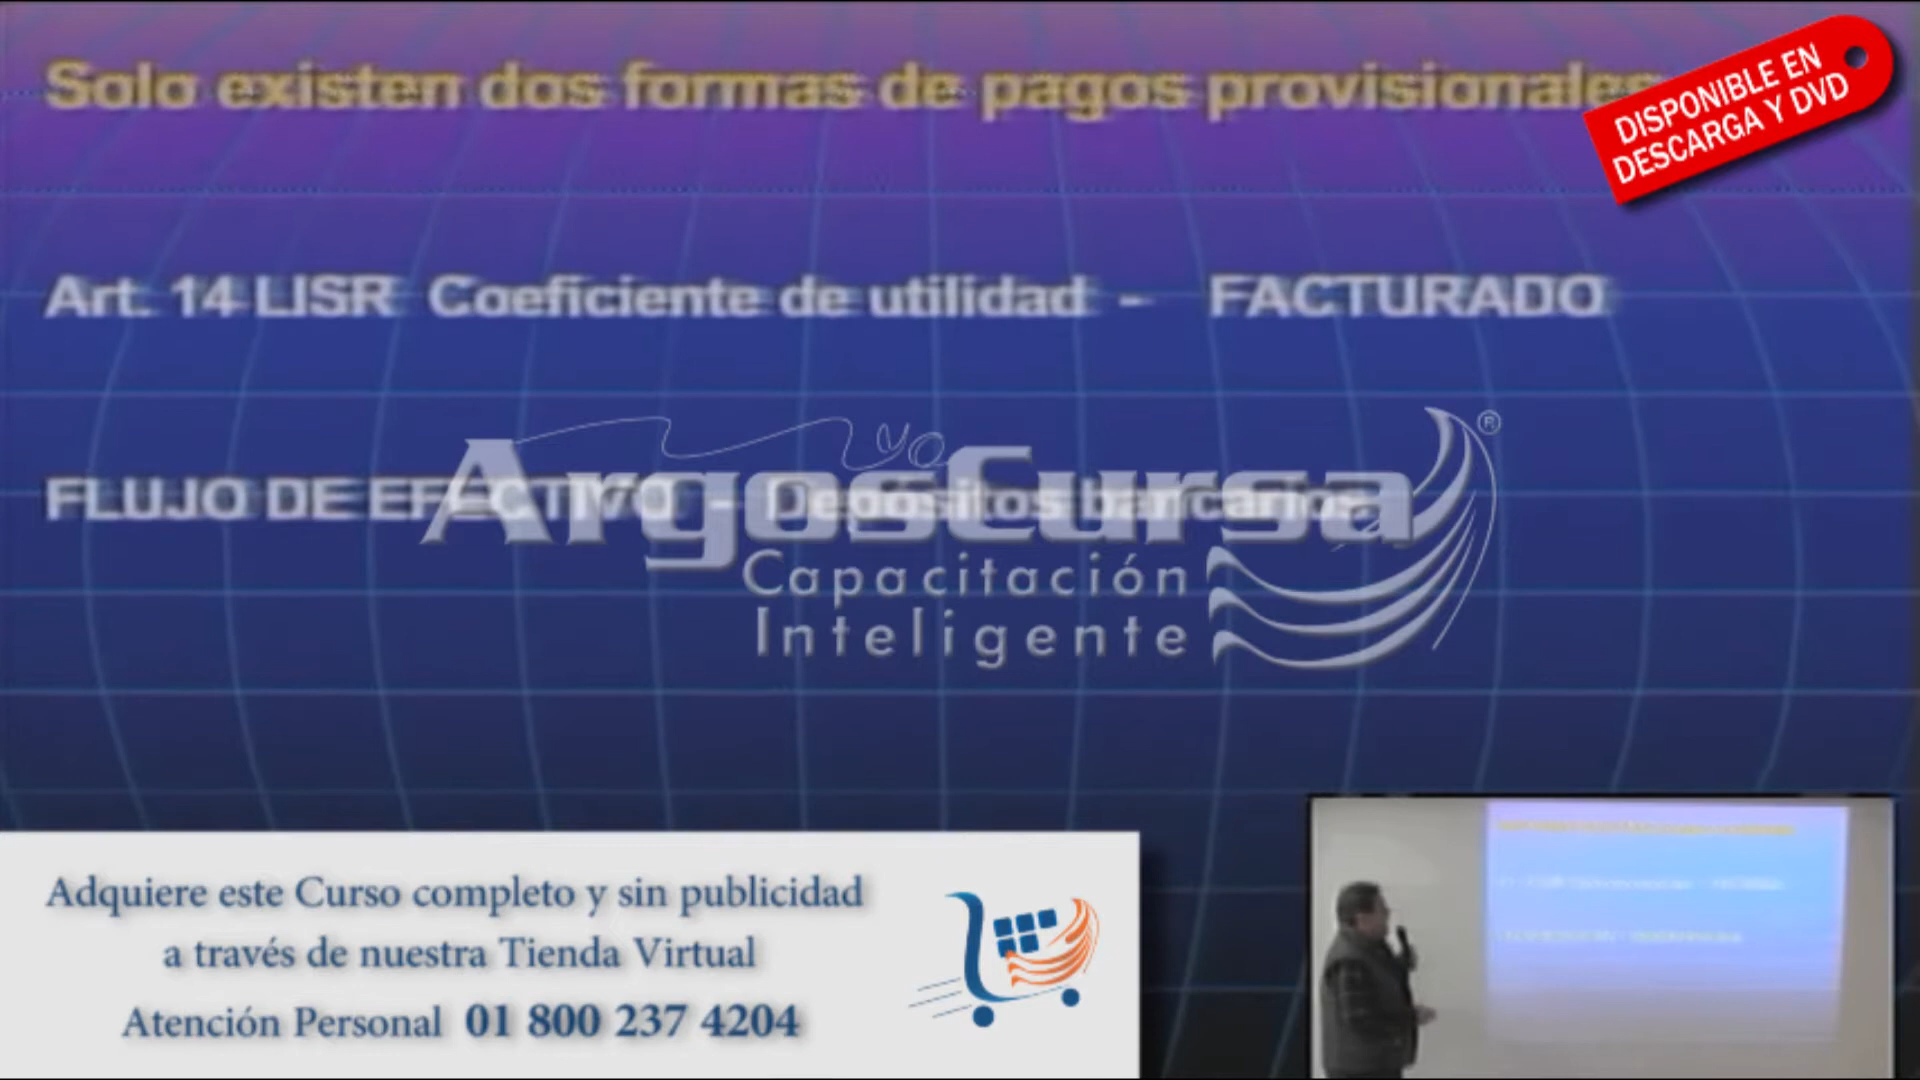 Solo existen dos formas de pagos provisionales
DISPONIBLE EN
DESCARGA Y DVD
Art. 14 LISR Coeficiente de utilidad - FACTURADO
FLUJO DE EFECTIVO - Depósitos bancarios
ArgosyCursa ®
Capacitación
Inteligente
Adquiere este Curso completo y sin publicidad
a través de nuestra Tienda Virtual
Atención Personal 01 800 237 4204